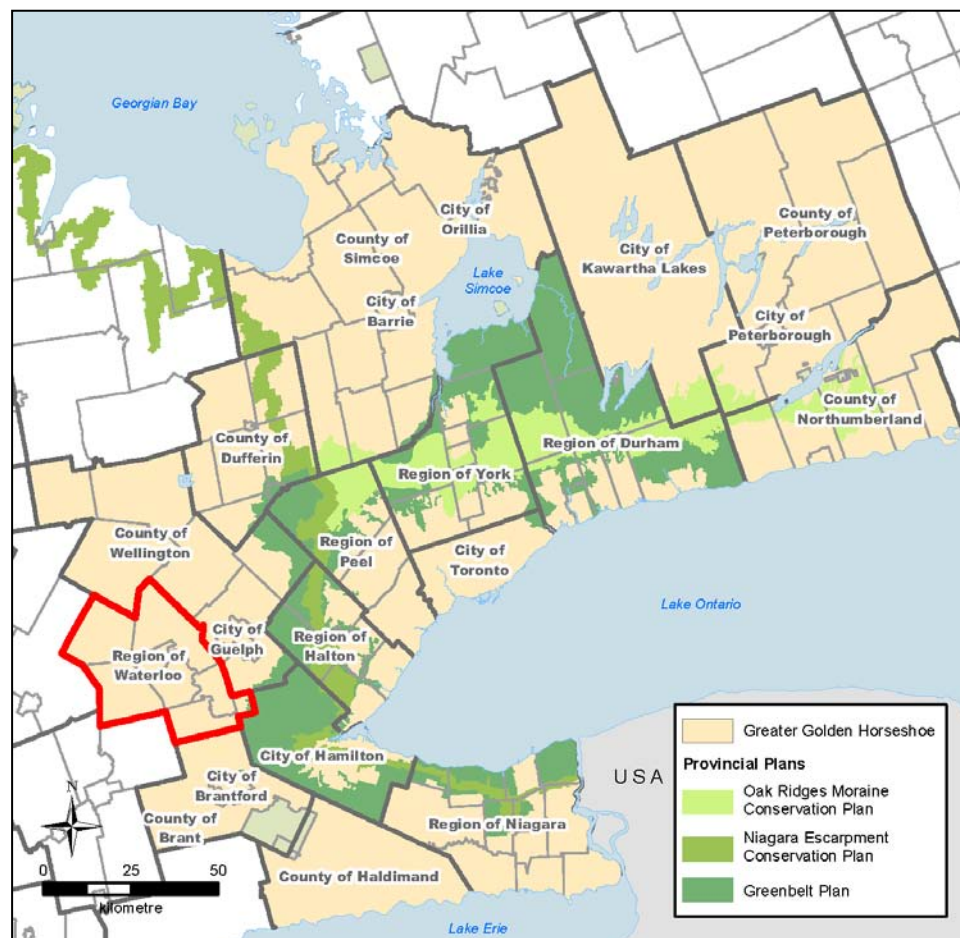 Georgian Bay
City of
Orillia
County of
Simcoe
County of
Peterborough
City of
Kawartha Lakes
Lake
Simcoe
City of
Barrie
City of
Peterborough
County of
Northumberland
County of
Dufferin
Region of Durham
Region of York
County of
Wellington
Region of
Peel
City of
Toronto
Lake Ontario
City of
Guelph
Region of
Halton
Region of
Waterloo
City of Hamilton
USA
City of
Brantford
County of
Brant
Region of Niagara
County of Haldimand
Lake Erie
N
0 25 50
kilometre
Greater Golden Horseshoe
Provincial Plans
Oak Ridges Moraine
Conservation Plan
Niagara Escarpment
Conservation Plan
Greenbelt Plan